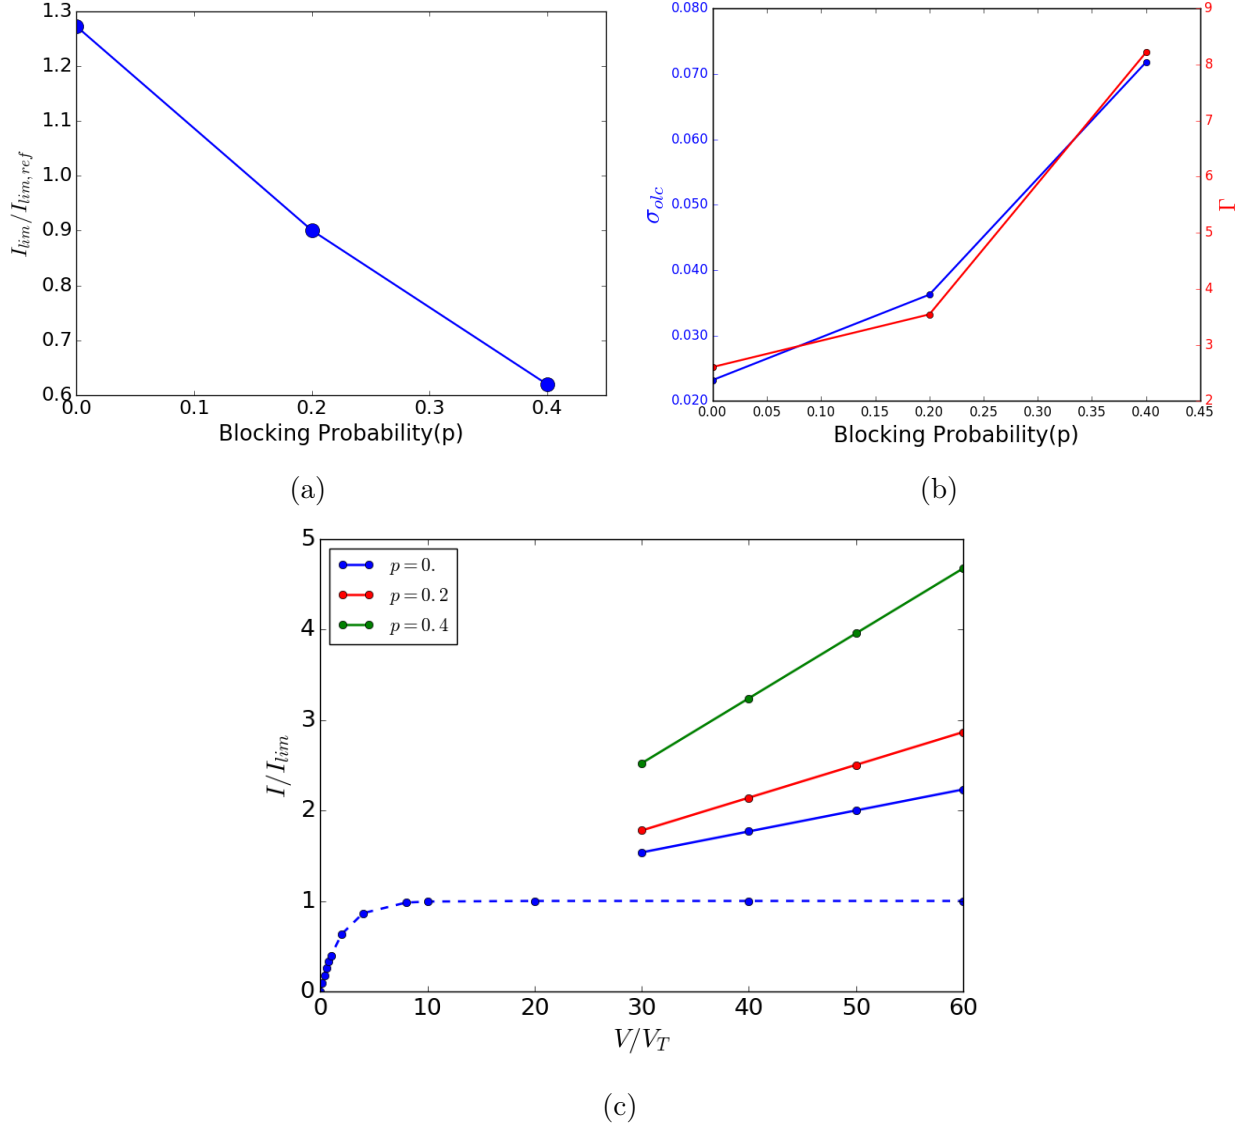 1.3
1.2
1.1
1.0
0.9
0.8
0.7
0.6
I_{lim}/I_{lim,ref}
0.0 0.1 0.2 0.3 0.4
Blocking Probability(p)
(a)
0.080
0.070
0.060
0.050
0.040
0.030
0.020
σ_{olc}
9
8
7
6
5
4
3
2
Γ
0.00 0.05 0.10 0.15 0.20 0.25 0.30 0.35 0.40 0.45
Blocking Probability(p)
(b)
5
4
3
2
1
0
I/I_{lim}
p = 0.
p = 0.2
p = 0.4
0 10 20 30 40 50 60
V/V_T
(c)